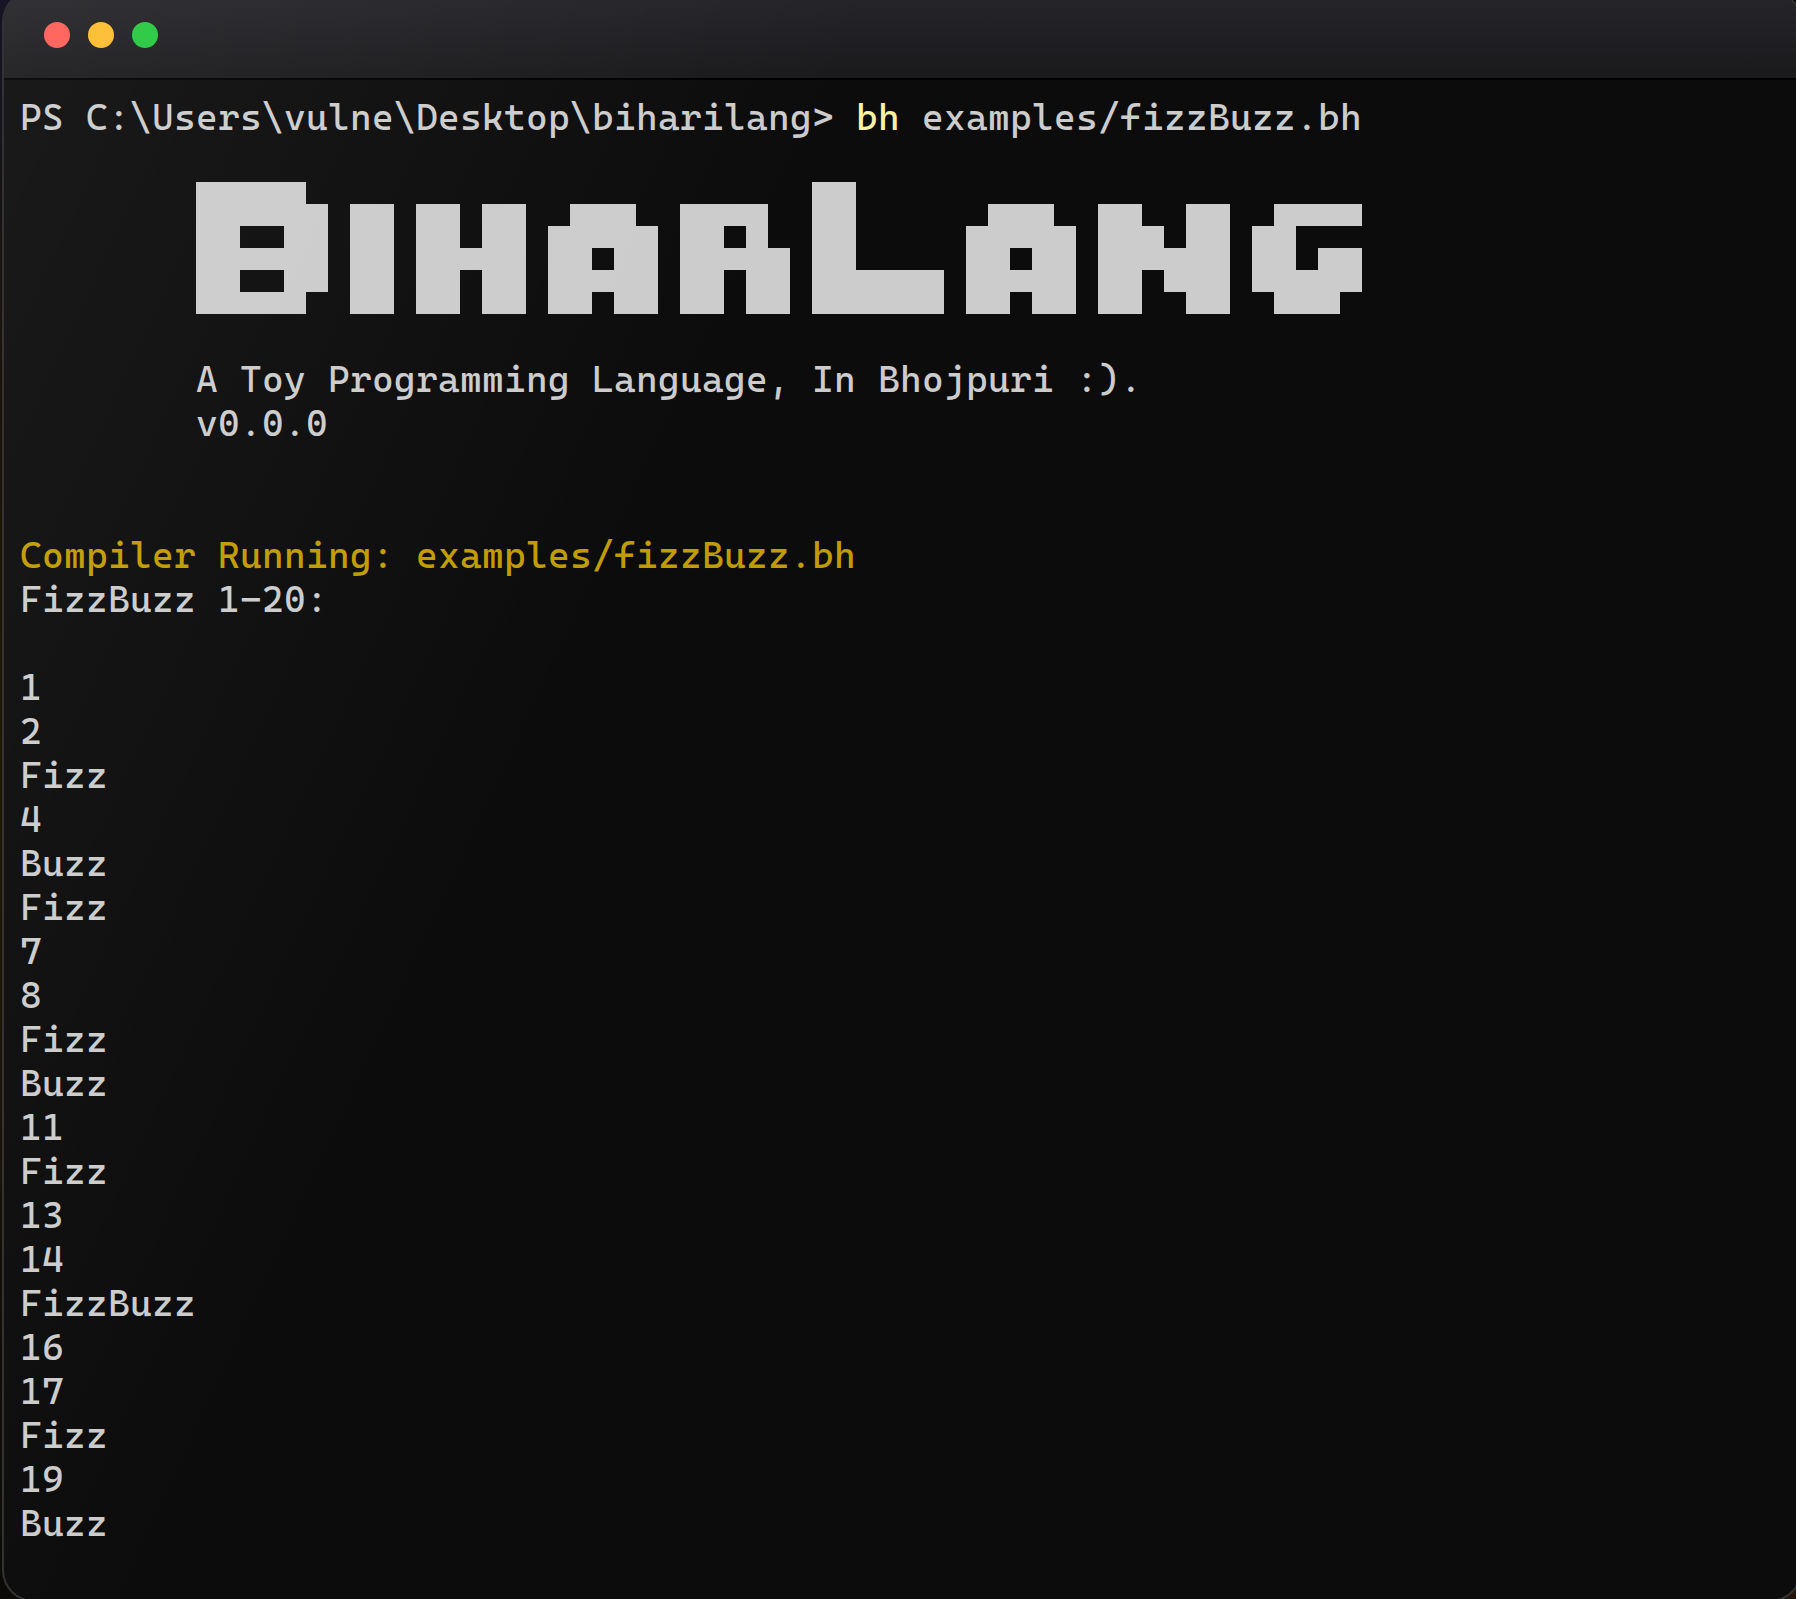 PS C:\Users\vulne\Desktop\biharilang> bh examples/fizzBuzz.bh
BIHARLANG
A Toy Programming Language, In Bhojpuri :).
v0.0.0
Compiler Running: examples/fizzBuzz.bh
FizzBuzz 1-20:
1
2
Fizz
4
Buzz
Fizz
7
8
Fizz
Buzz
11
Fizz
13
14
FizzBuzz
16
17
Fizz
19
Buzz